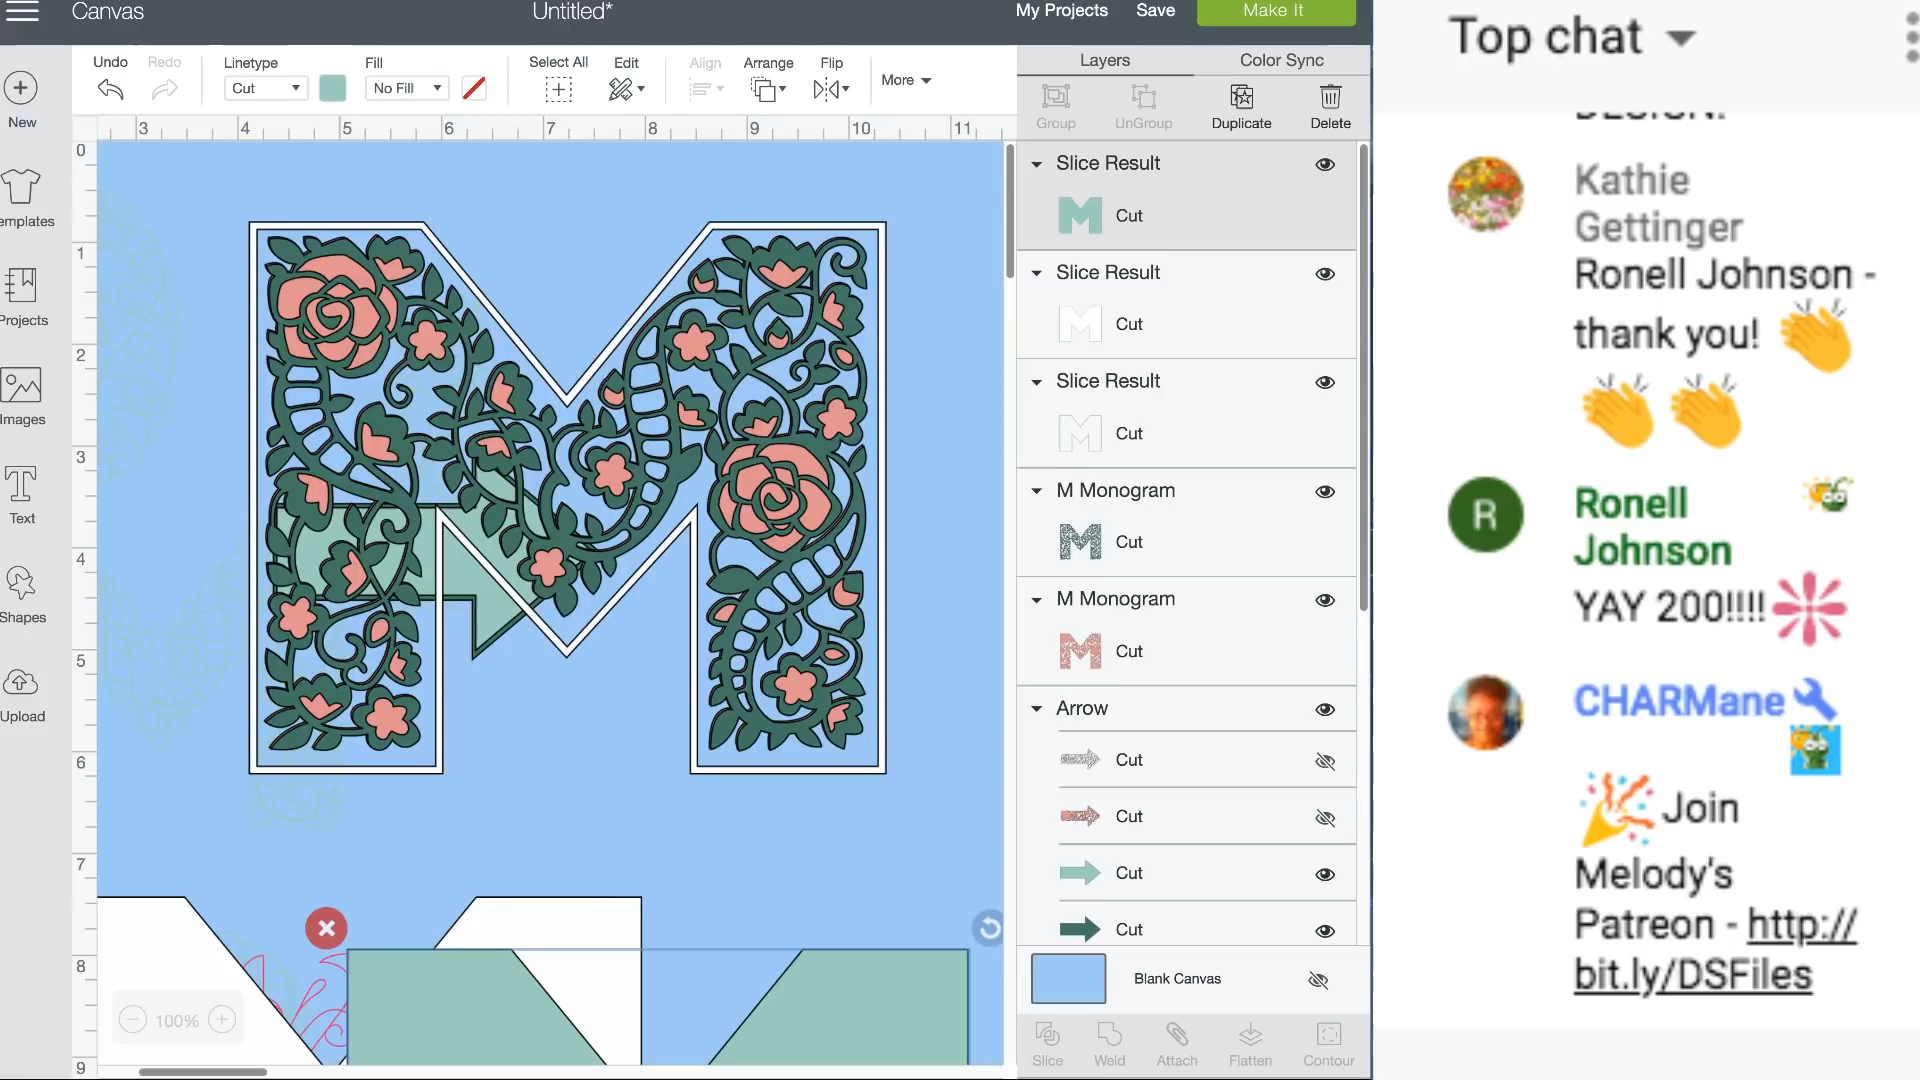 Canvas
Untitled*
My Projects
Save
Make It
Undo
Redo
Linetype
Cut
Fill
No Fill
Select All
Edit
Align
Arrange
Flip
More
Layers
Color Sync
Group
UnGroup
Duplicate
Delete
New
emplates
Projects
Images
Text
Shapes
Upload
3 4 5 6 7 8 9 10 11
0
1
2
3
4
5
6
7
8
9
100%
Slice Result
Cut
Slice Result
Cut
Slice Result
Cut
M Monogram
Cut
M Monogram
Cut
Arrow
Cut
Cut
Cut
Cut
Blank Canvas
Slice
Weld
Attach
Flatten
Contour
Top chat
DESIGN!
Kathie
Gettinger
Ronell Johnson -
thank you!
R
Ronell
Johnson
YAY 200!!!!
CHARMane
Join
Melody's
Patreon - http://
bit.ly/DSFiles